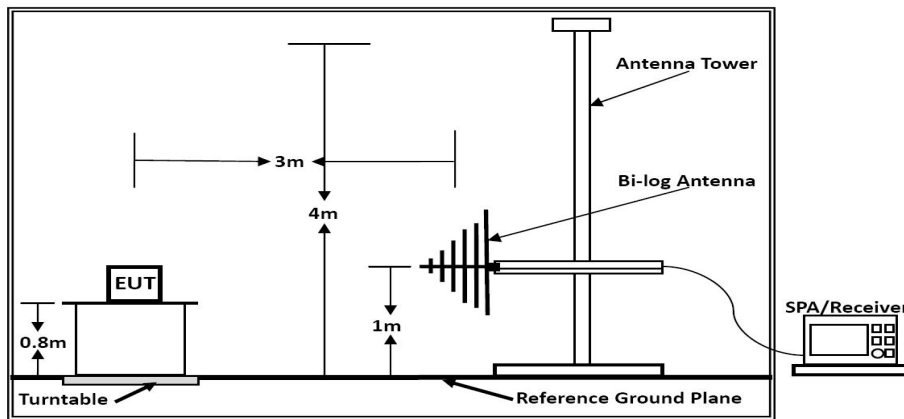 Antenna Tower
3m
Bi-log Antenna
4m
EUT
SPA/Receiver
0.8m
1m
Turntable
Reference Ground Plane